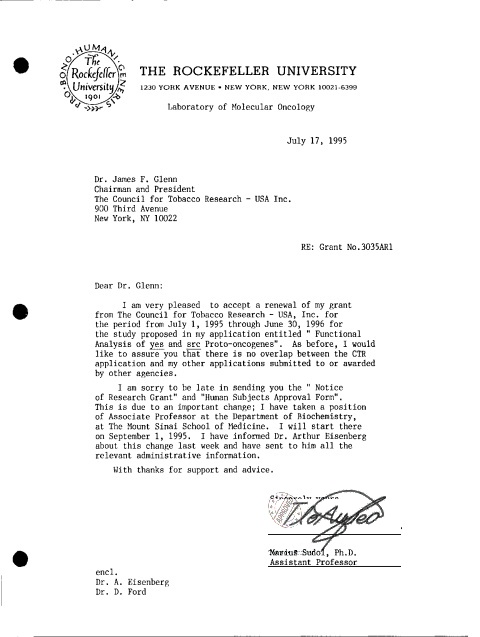 PRO·BONO·HUMANI·GENERIS
The
Rockefeller
University
1901
THE ROCKEFELLER UNIVERSITY
1230 YORK AVENUE • NEW YORK, NEW YORK 10021-6399
Laboratory of Molecular Oncology
July 17, 1995
Dr. James F. Glenn
Chairman and President
The Council for Tobacco Research - USA Inc.
900 Third Avenue
New York, NY 10022
RE: Grant No.3035AR1
Dear Dr. Glenn:
I am very pleased to accept a renewal of my grant
from The Council for Tobacco Research - USA, Inc. for
the period from July 1, 1995 through June 30, 1996 for
the study proposed in my application entitled " Functional
Analysis of yes and src Proto-oncogenes". As before, I would
like to assure you that there is no overlap between the CTR
application and my other applications submitted to or awarded
by other agencies.
I am sorry to be late in sending you the " Notice
of Research Grant" and "Human Subjects Approval Form".
This is due to an important change; I have taken a position
of Associate Professor at the Department of Biochemistry,
at The Mount Sinai School of Medicine. I will start there
on September 1, 1995. I have informed Dr. Arthur Eisenberg
about this change last week and have sent to him all the
relevant administrative information.
With thanks for support and advice.
Sincerely yours
Marius Sudol, Ph.D.
Assistant Professor
encl.
Dr. A. Eisenberg
Dr. D. Ford